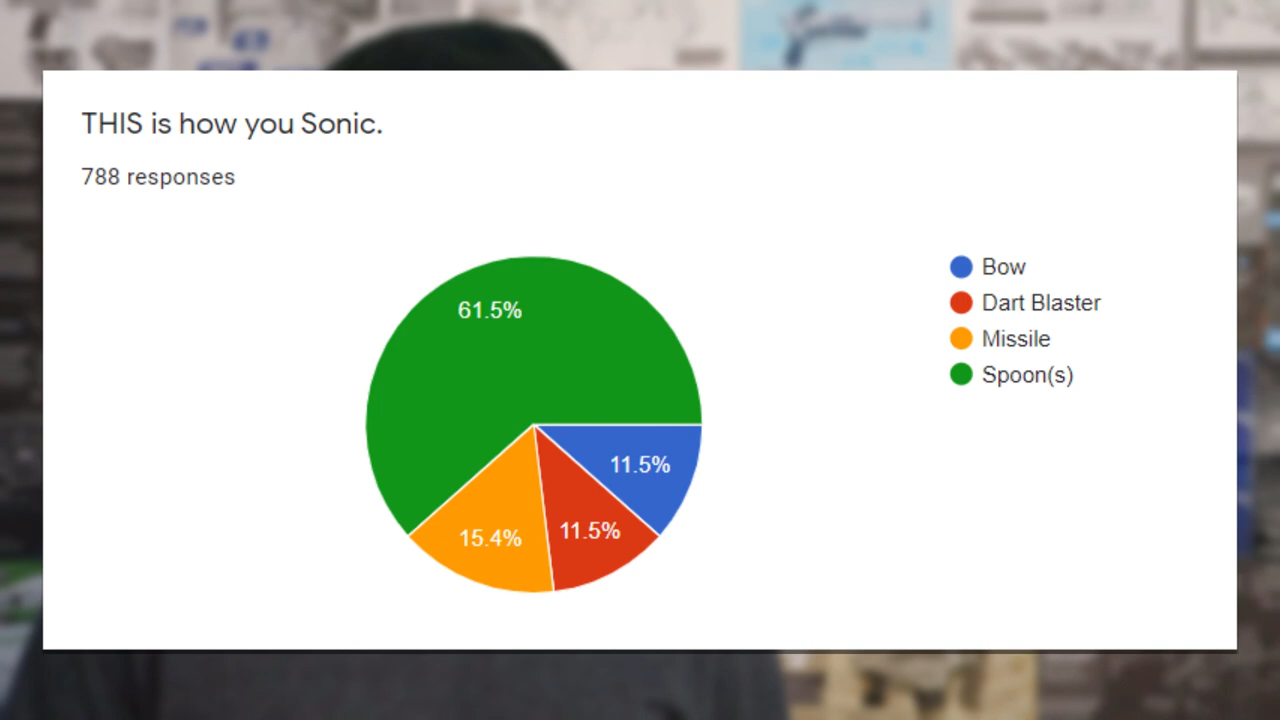 THIS is how you Sonic.
788 responses
61.5%
11.5%
11.5%
15.4%
Bow
Dart Blaster
Missile
Spoon(s)